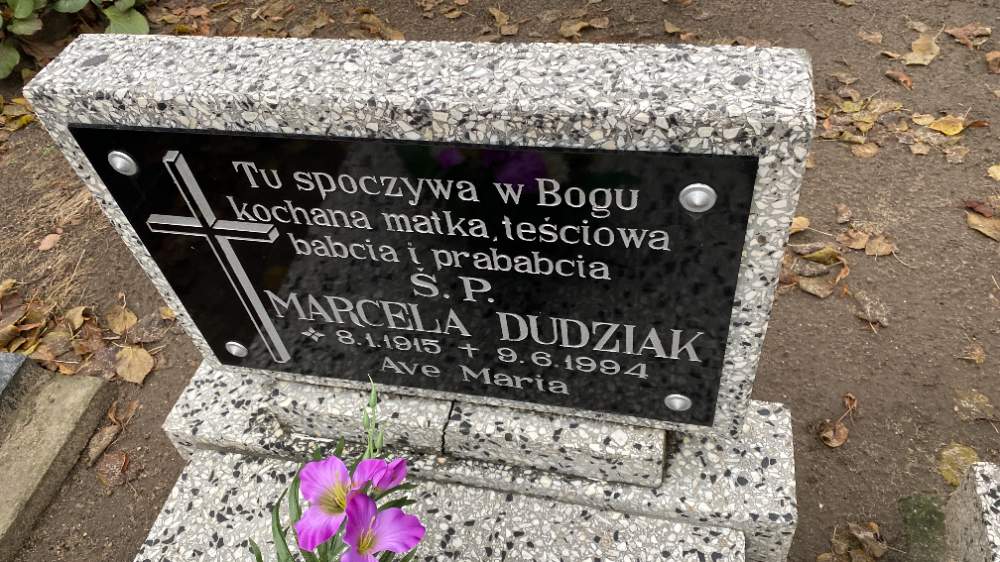 Tu spoczywa w Bogu
kochana matka, teściowa
babcia i prababcia
Ś.P.
MARCELA DUDZIAK
* 8.1.1915 + 9.6.1994
Ave Maria